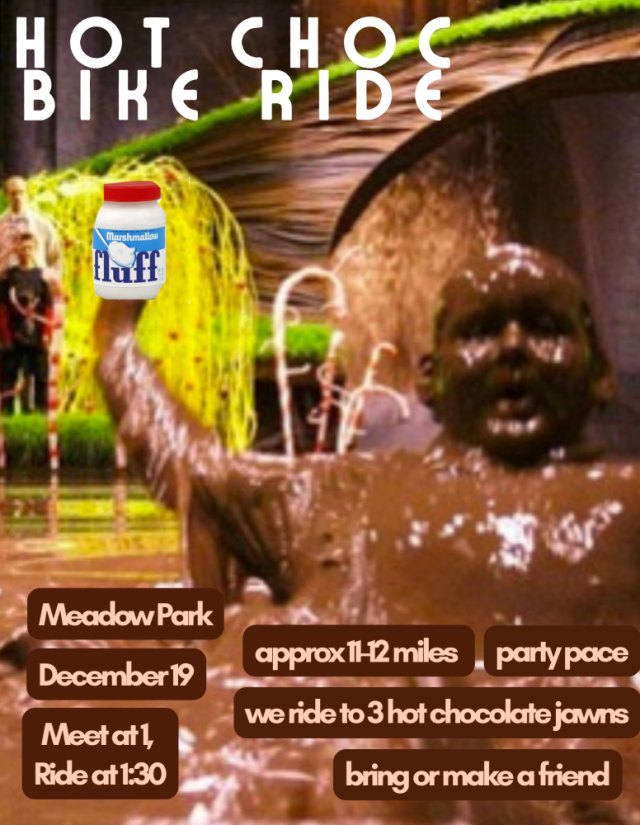 HOT CHOC
BIKE RIDE
Marshmallow
fluff
Meadow Park
December 19
Meet at 1,
Ride at 1:30
approx 11-12 miles
party pace
we ride to 3 hot chocolate jawns
bring or make a friend